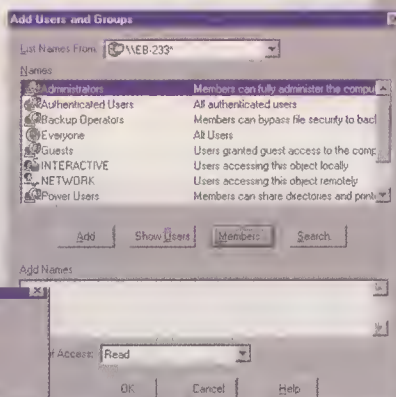 Add Users and Groups
List Names From: \\EB-233*
Names
Administrators Members can fully administer the compu
Authenticated Users All authenticated users
Backup Operators Members can bypass file security to bac
Everyone All Users
Guests Users granted guest access to the comp
INTERACTIVE Users accessing this object locally
NETWORK Users accessing this object remotely
Power Users Members can share directories and print
Add Show Users Members Search
Add Names
f Access: Read
OK Cancel Help